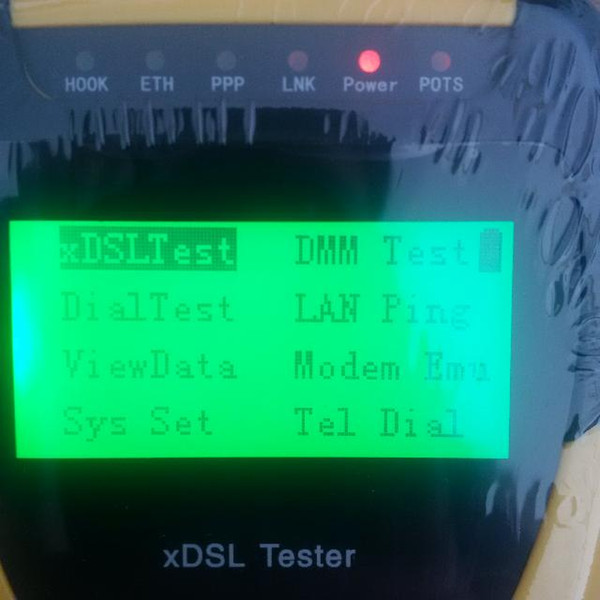 HOOK ETH PPP LNK Power POTS
xDSLTest DMM Test
DialTest LAN Ping
ViewData Modem Emu
Sys Set Tel Dial
xDSL Tester